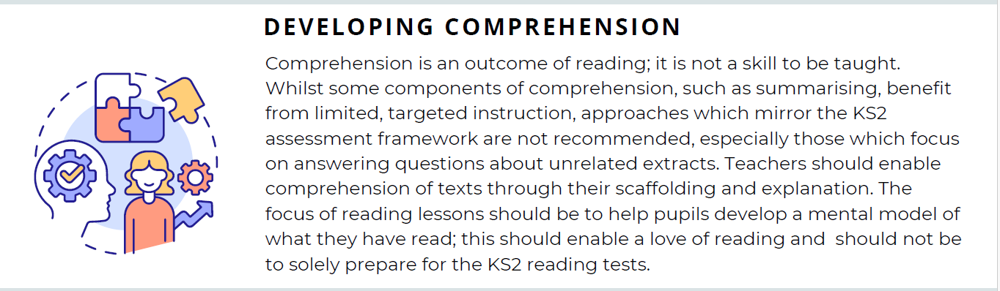 DEVELOPING COMPREHENSION
Comprehension is an outcome of reading; it is not a skill to be taught.
Whilst some components of comprehension, such as summarising, benefit
from limited, targeted instruction, approaches which mirror the KS2
assessment framework are not recommended, especially those which focus
on answering questions about unrelated extracts. Teachers should enable
comprehension of texts through their scaffolding and explanation. The
focus of reading lessons should be to help pupils develop a mental model of
what they have read; this should enable a love of reading and  should not be
to solely prepare for the KS2 reading tests.